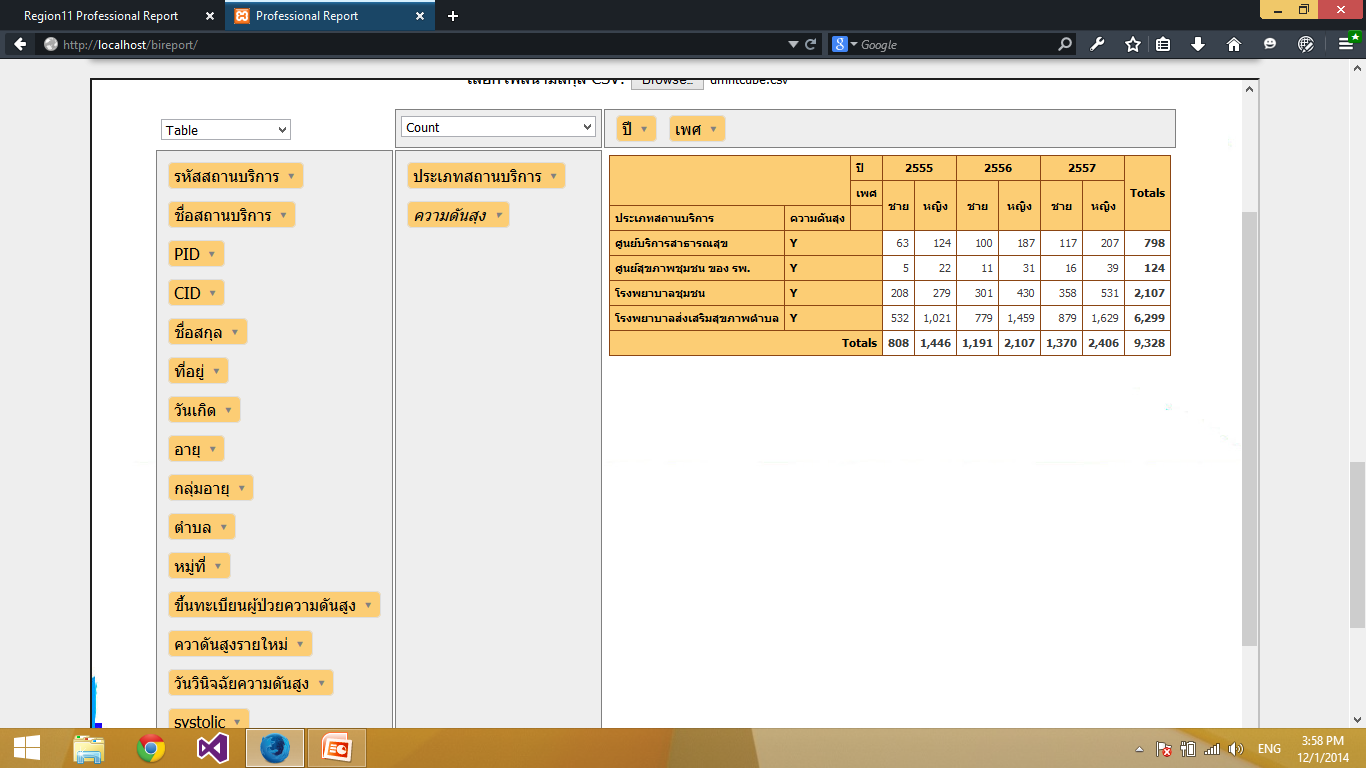 Region11 Professional Report
Professional Report
http://localhost/bireport/
Google
เลือกไฟล์นามสกุล CSV: Browse...
Table
Count
ปี เพศ
รหัสสถานบริการ
ชื่อสถานบริการ
PID
CID
ชื่อสกุล
ที่อยู่
วันเกิด
อายุ
กลุ่มอายุ
ตำบล
หมู่ที่
ขึ้นทะเบียนผู้ป่วยความดันสูง
ควาดันสูงรายใหม่
วันวินิจฉัยความดันสูง
systolic
ประเภทสถานบริการ
ความดันสูง
ปี 2555 2556 2557 Totals
เพศ ชาย หญิง ชาย หญิง ชาย หญิง
ประเภทสถานบริการ ความดันสูง
ศูนย์บริการสาธารณสุข Y 63 124 100 187 117 207 798
ศูนย์สุขภาพชุมชน ของ รพ. Y 5 22 11 31 16 39 124
โรงพยาบาลชุมชน Y 208 279 301 430 358 531 2,107
โรงพยาบาลส่งเสริมสุขภาพตำบล Y 532 1,021 779 1,459 879 1,629 6,299
Totals 808 1,446 1,191 2,107 1,370 2,406 9,328
ENG
3:58 PM
12/1/2014